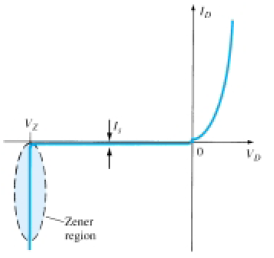 I_D
V_Z
I_s
0
V_D
Zener
region